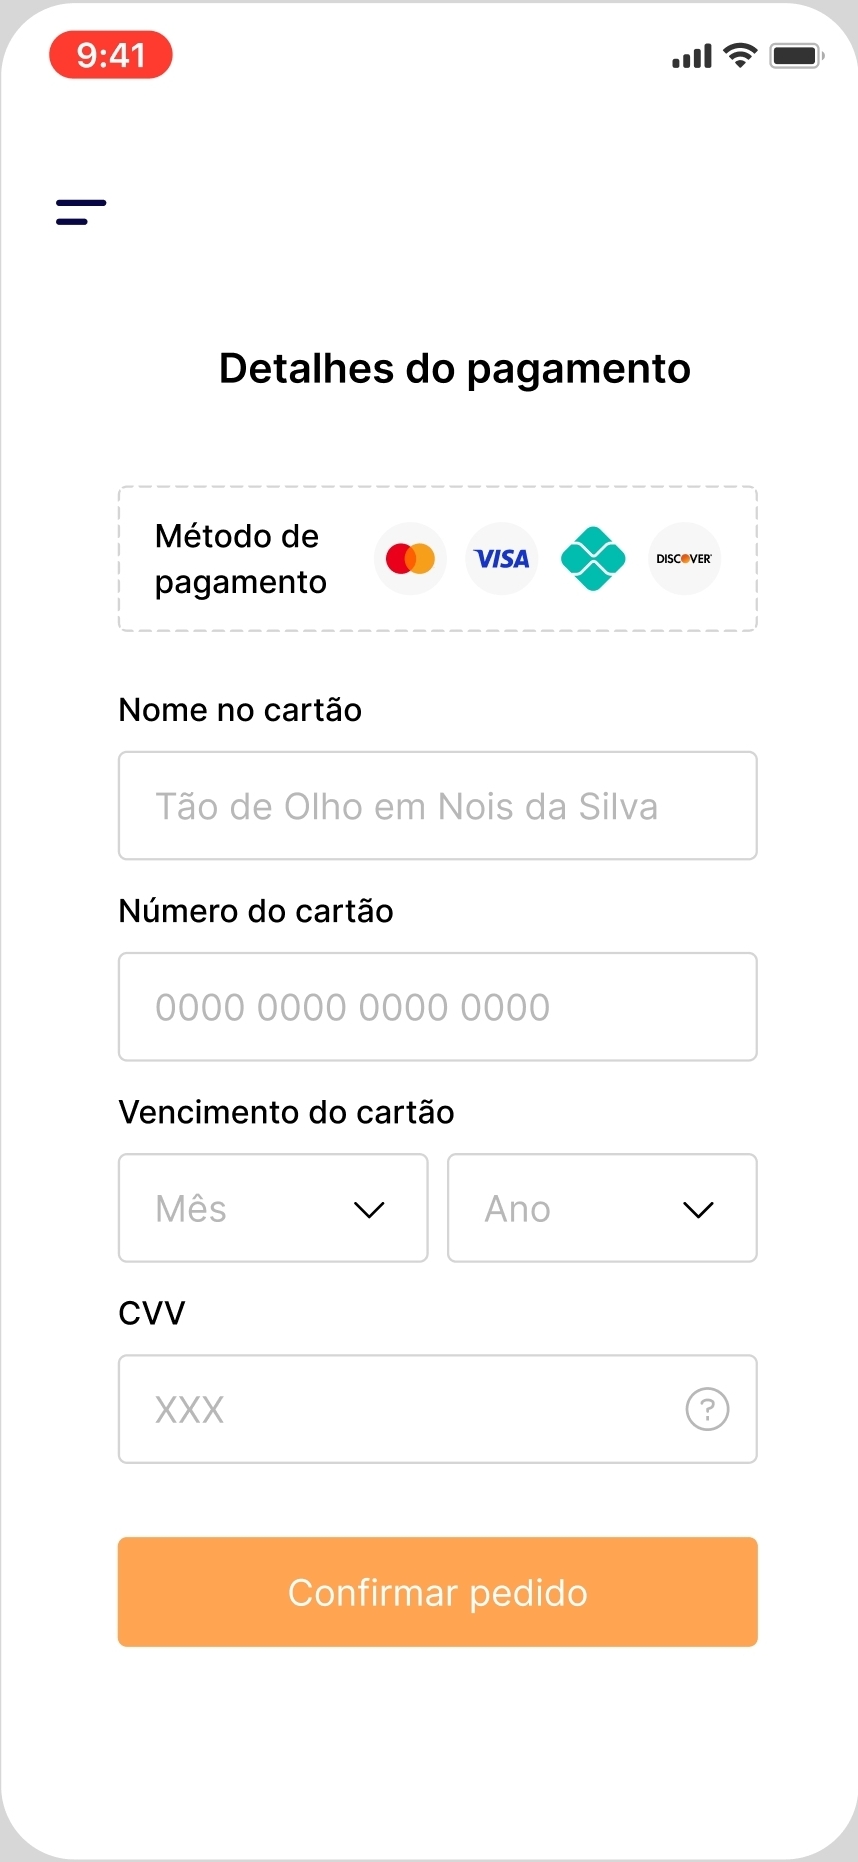 9:41
Detalhes do pagamento
Método de
pagamento
VISA
DISCOVER
Nome no cartão
Tão de Olho em Nois da Silva
Número do cartão
0000 0000 0000 0000
Vencimento do cartão
Mês
Ano
CVV
XXX
?
Confirmar pedido